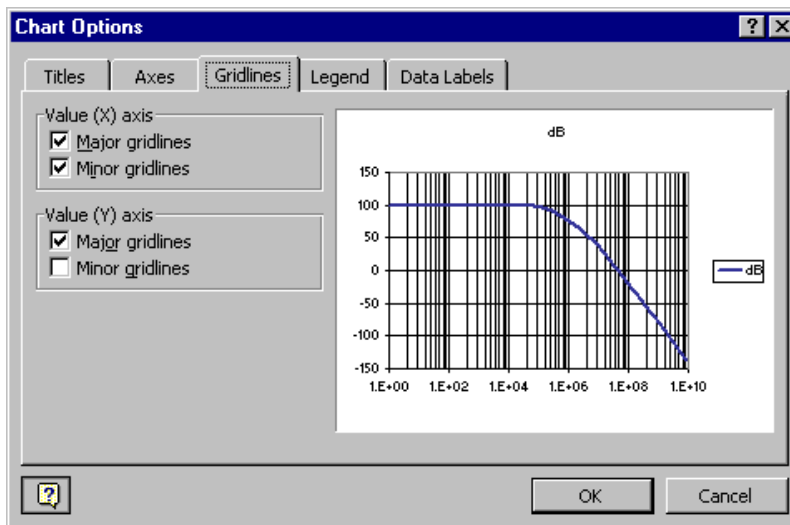 Chart Options
Titles
Axes
Gridlines
Legend
Data Labels
Value (X) axis
Major gridlines
Minor gridlines
Value (Y) axis
Major gridlines
Minor gridlines
dB
150
100
50
0
-50
-100
-150
1.E+00 1.E+02 1.E+04 1.E+06 1.E+08 1.E+10
dB
OK
Cancel